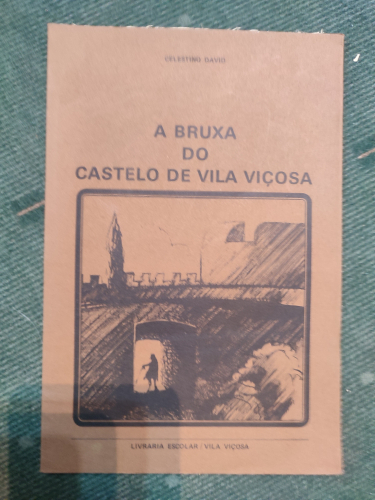 CELESTINO DAVID
A BRUXA
DO
CASTELO DE VILA VIÇOSA
LIVRARIA ESCOLAR / VILA VIÇOSA